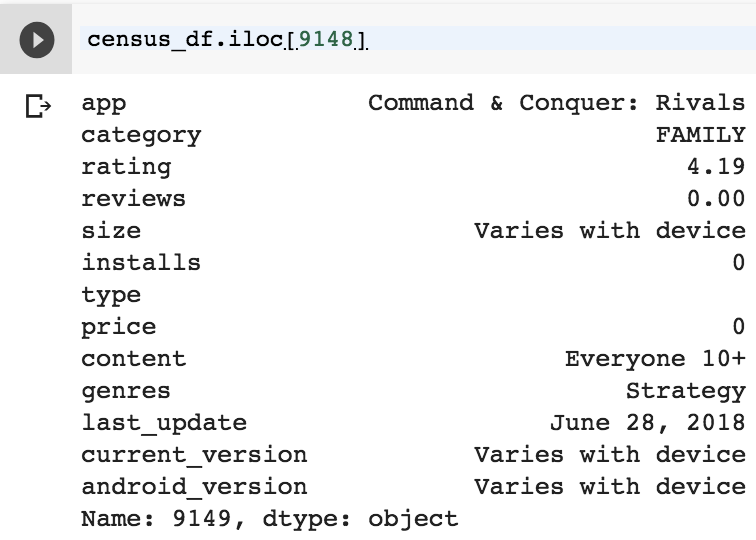 census_df.iloc[9148]
app Command & Conquer: Rivals
category FAMILY
rating 4.19
reviews 0.00
size Varies with device
installs 0
type
price 0
content Everyone 10+
genres Strategy
last_update June 28, 2018
current_version Varies with device
android_version Varies with device
Name: 9149, dtype: object